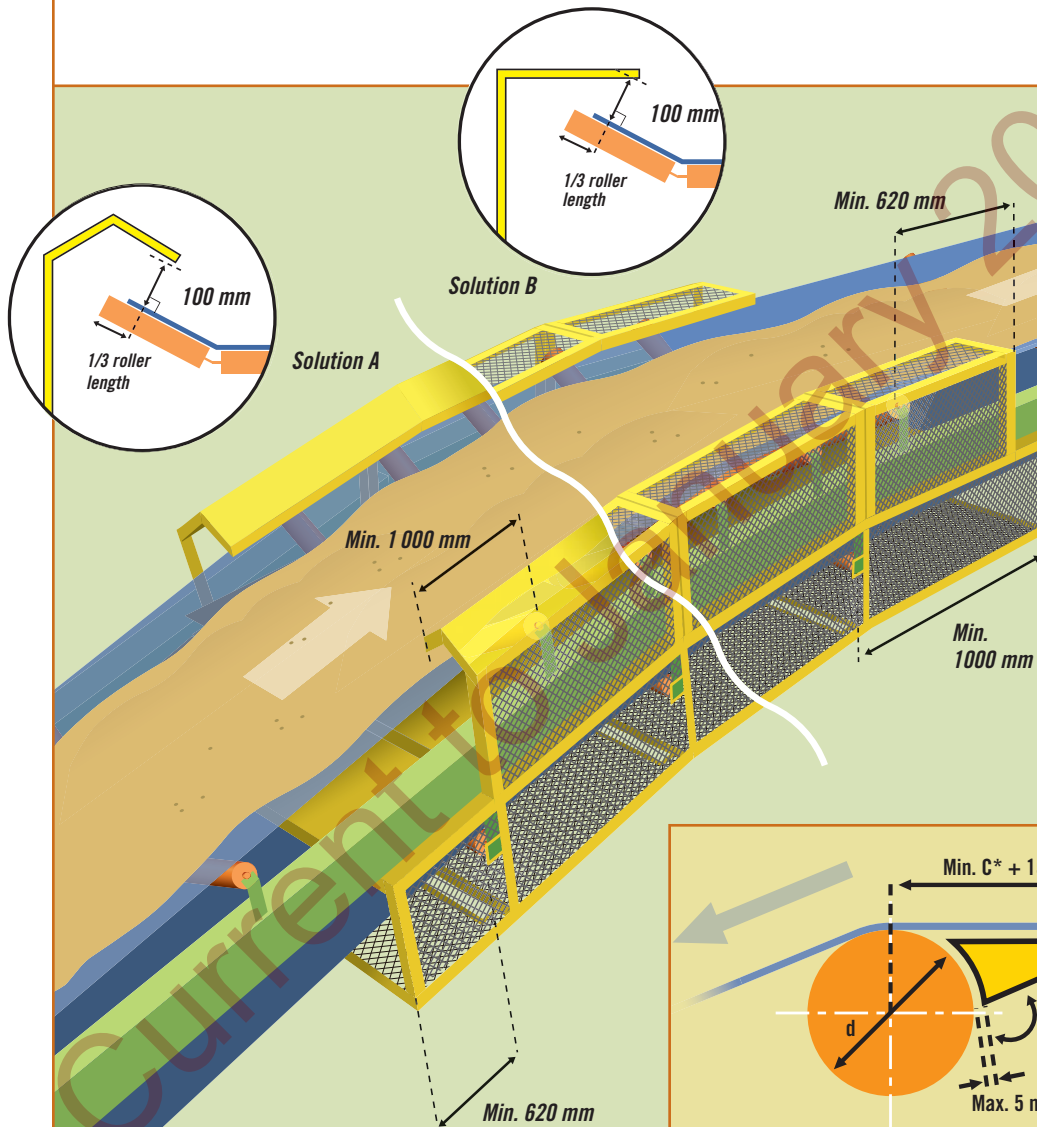 100 mm
1/3 roller
length
Min. 620 mm
Solution B
100 mm
1/3 roller
length
Solution A
Min. 1 000 mm
Min.
1000 mm
Min. C* + 1
d
Max. 5 m
Min. 620 mm
Current to January 20